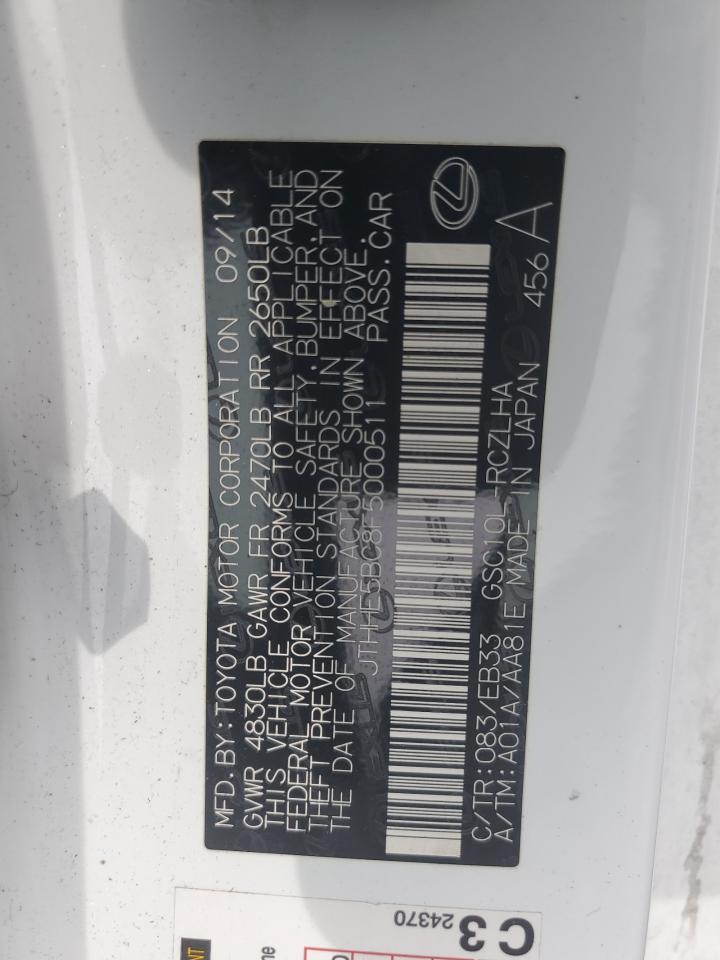 MFD.BY:TOYOTA MOTOR CORPORATION 09/14
GVWR 4830LB GAWR FR 2470LB RR 2650LB
THIS VEHICLE CONFORMS TO ALL APPLICABLE
FEDERAL MOTOR VEHICLE SAFETY,BUMPER,AND
THEFT PREVENTION STANDARDS IN EFFECT ON
THE DATE OF MANUFACTURE SHOWN ABOVE.
JTHHE5BC8F5000511 PASS.CAR
C/TR:083/EB33 GSC10L-RCZLHA
A/TM:A01A/AA81E MADE IN JAPAN 456 A
C3
24370